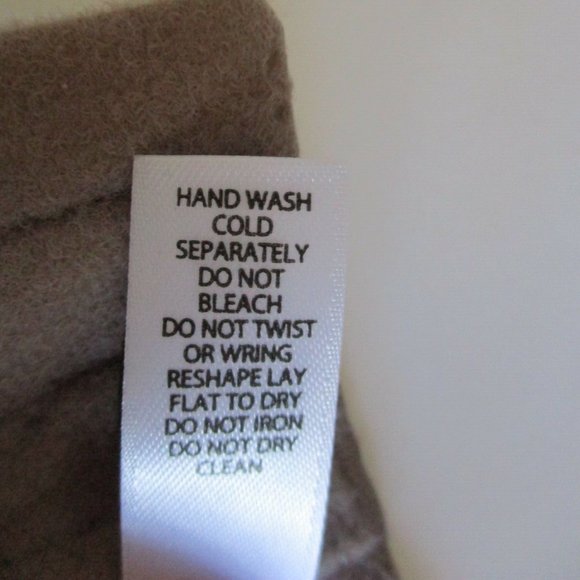 HAND WASH
COLD
SEPARATELY
DO NOT
BLEACH
DO NOT TWIST
OR WRING
RESHAPE LAY
FLAT TO DRY
DO NOT IRON
DO NOT DRY
CLEAN